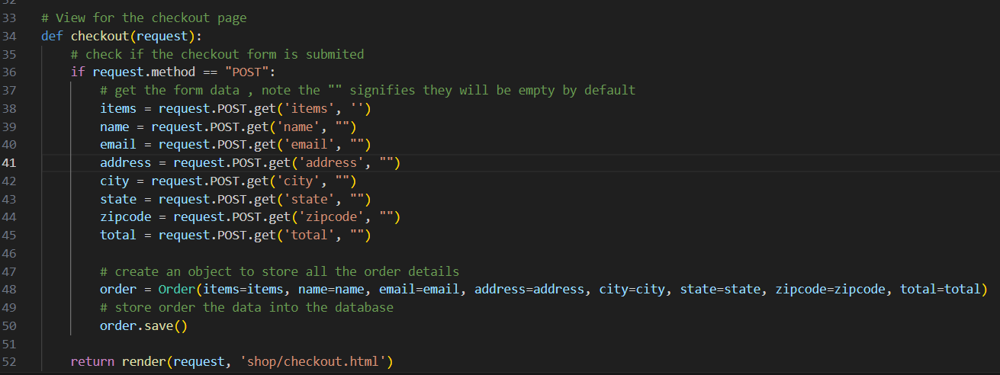 32
33 # View for the checkout page
34 def checkout(request):
35     # check if the checkout form is submited
36     if request.method == "POST":
37         # get the form data , note the "" signifies they will be empty by default
38         items = request.POST.get('items', '')
39         name = request.POST.get('name', "")
40         email = request.POST.get('email', "")
41         address = request.POST.get('address', "")
42         city = request.POST.get('city', "")
43         state = request.POST.get('state', "")
44         zipcode = request.POST.get('zipcode', "")
45         total = request.POST.get('total', "")
46
47         # create an object to store all the order details
48         order = Order(items=items, name=name, email=email, address=address, city=city, state=state, zipcode=zipcode, total=total)
49         # store order the data into the database
50         order.save()
51
52     return render(request, 'shop/checkout.html')